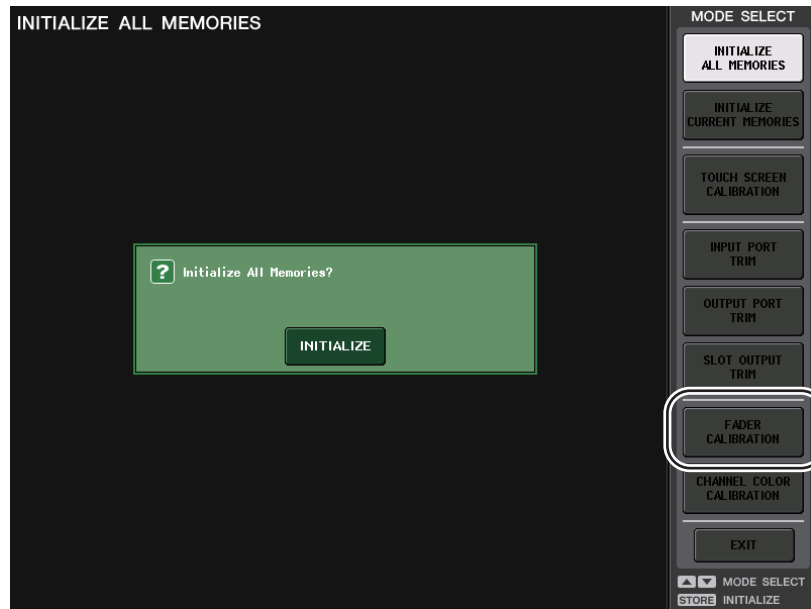 INITIALIZE ALL MEMORIES
? Initialize All Memories?
INITIALIZE
MODE SELECT
INITIALIZE
ALL MEMORIES
INITIALIZE
CURRENT MEMORIES
TOUCH SCREEN
CALIBRATION
INPUT PORT
TRIM
OUTPUT PORT
TRIM
SLOT OUTPUT
TRIM
FADER
CALIBRATION
CHANNEL COLOR
CALIBRATION
EXIT
MODE SELECT
STORE INITIALIZE